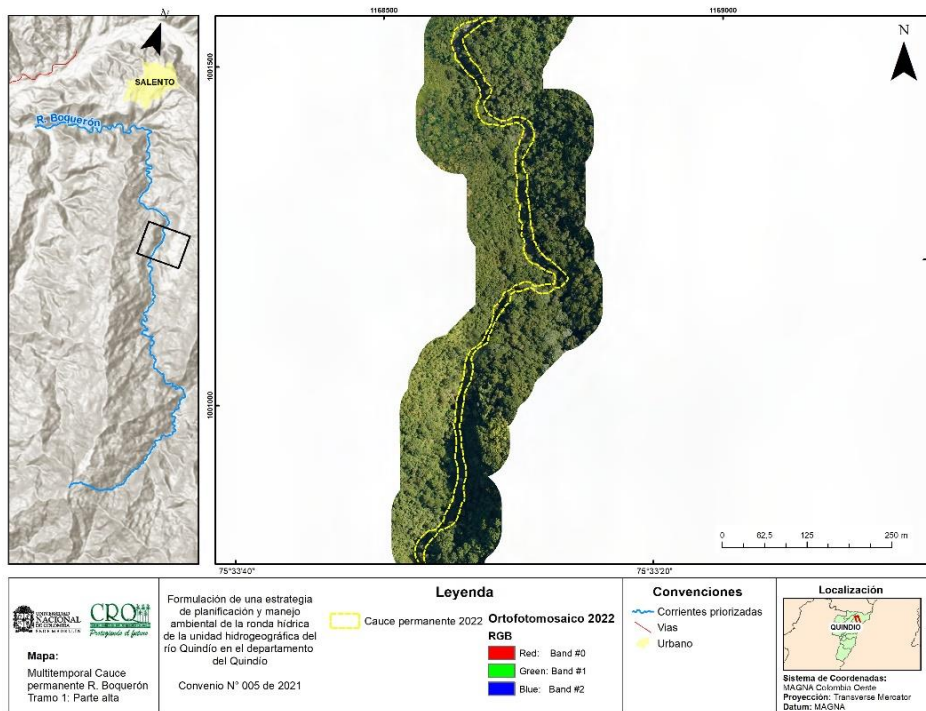 N
SALENTO
R. Boquerón
1168500
1169000
1001500
1001000
N
0 62,5 125 250 m
75°33'40"
75°33'20"
UNIVERSIDAD
NACIONAL
DE COLOMBIA
CRQ
Protegiendo el futuro
Mapa:
Multitemporal Cauce
permanente R. Boquerón
Tramo 1: Parte alta
Formulación de una estrategia
de planificación y manejo
ambiental de la ronda hídrica
de la unidad hidrogeográfica del
río Quindío en el departamento
del Quindío
Convenio N° 005 de 2021
Leyenda
Cauce permanente 2022
Ortofotomosaico 2022
RGB
Red: Band #0
Green: Band #1
Blue: Band #2
Convenciones
Corrientes priorizadas
Vias
Urbano
Localización
QUINDIO
Sistema de Coordenadas:
MAGNA Colombia Oeste
Proyección: Transverse Mercator
Datum: MAGNA